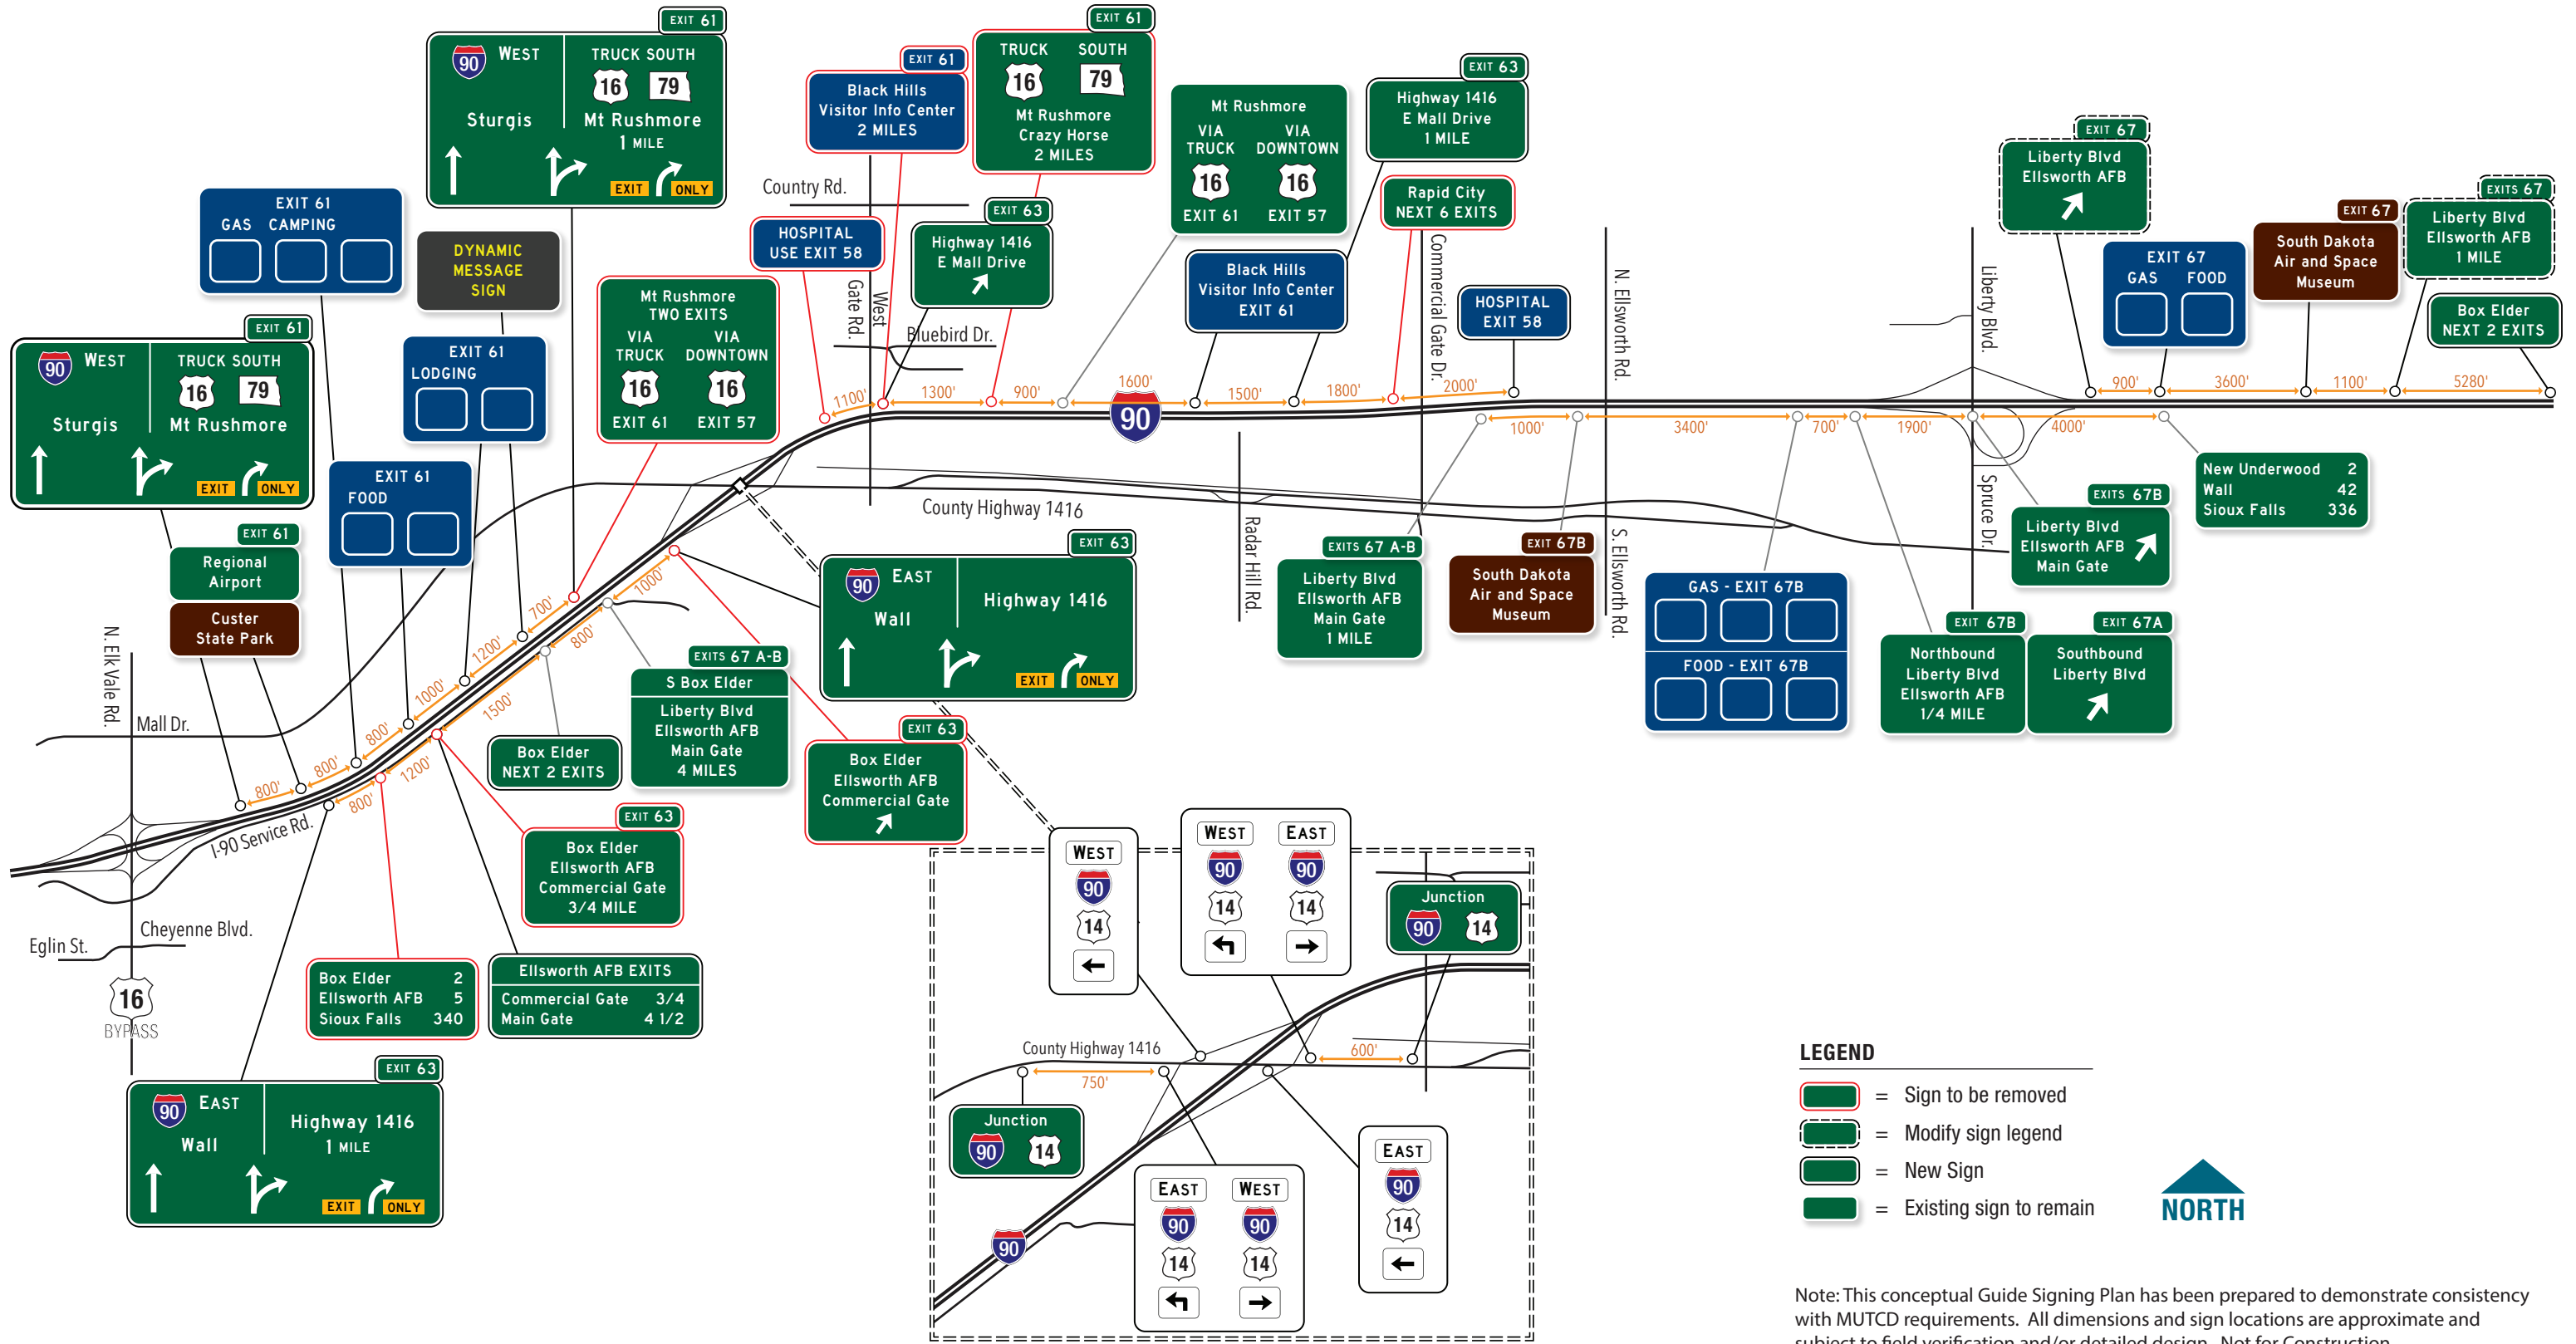 EXIT 61
90 WEST
Sturgis
TRUCK SOUTH
16 79
Mt Rushmore
1 MILE
EXIT ONLY
EXIT 61
GAS CAMPING
DYNAMIC
MESSAGE
SIGN
EXIT 61
LODGING
EXIT 61
FOOD
EXIT 61
90 WEST
Sturgis
TRUCK SOUTH
16 79
Mt Rushmore
EXIT ONLY
EXIT 61
Regional
Airport
Custer
State Park
EXIT 61
Black Hills
Visitor Info Center
2 MILES
EXIT 61
TRUCK SOUTH
16 79
Mt Rushmore
Crazy Horse
2 MILES
Country Rd.
HOSPITAL
USE EXIT 58
EXIT 63
Highway 1416
E Mall Drive
Mt Rushmore
TWO EXITS
VIA
TRUCK
16
EXIT 61
VIA
DOWNTOWN
16
EXIT 57
Gate Rd.
West
Bluebird Dr.
Mt Rushmore
VIA
TRUCK
16
EXIT 61
VIA
DOWNTOWN
16
EXIT 57
EXIT 63
Highway 1416
E Mall Drive
1 MILE
Rapid City
NEXT 6 EXITS
Black Hills
Visitor Info Center
EXIT 61
HOSPITAL
EXIT 58
Commercial Gate Dr.
N. Ellsworth Rd.
Liberty Blvd.
EXIT 67
Liberty Blvd
Ellsworth AFB
EXIT 67
GAS FOOD
EXIT 67
South Dakota
Air and Space
Museum
EXITS 67
Liberty Blvd
Ellsworth AFB
1 MILE
Box Elder
NEXT 2 EXITS
1100'
1300'
900'
1600'
1500'
1800'
2000'
900'
3600'
1100'
5280'
90
1000'
3400'
700'
1900'
4000'
County Highway 1416
Radar Hill Rd.
S. Ellsworth Rd.
Spruce Dr.
New Underwood 2
Wall 42
Sioux Falls 336
EXITS 67B
Liberty Blvd
Ellsworth AFB
Main Gate
EXITS 67 A-B
Liberty Blvd
Ellsworth AFB
Main Gate
1 MILE
EXIT 67B
South Dakota
Air and Space
Museum
GAS - EXIT 67B
FOOD - EXIT 67B
EXIT 67B
Northbound
Liberty Blvd
Ellsworth AFB
1/4 MILE
EXIT 67A
Southbound
Liberty Blvd
EXIT 63
90 EAST
Wall
Highway 1416
EXIT ONLY
1000'
700'
800'
1200'
1000'
1500'
800'
1200'
800'
800'
800'
N. Elk Vale Rd.
Mall Dr.
I-90 Service Rd.
Cheyenne Blvd.
Eglin St.
16
BYPASS
EXITS 67 A-B
S Box Elder
Liberty Blvd
Ellsworth AFB
Main Gate
4 MILES
Box Elder
NEXT 2 EXITS
EXIT 63
Box Elder
Ellsworth AFB
Commercial Gate
EXIT 63
Box Elder
Ellsworth AFB
Commercial Gate
3/4 MILE
Box Elder 2
Ellsworth AFB 5
Sioux Falls 340
Ellsworth AFB EXITS
Commercial Gate 3/4
Main Gate 4 1/2
EXIT 63
90 EAST
Wall
Highway 1416
1 MILE
EXIT ONLY
WEST
90
14
WEST EAST
90 90
14 14
Junction
90 14
County Highway 1416
600'
750'
Junction
90 14
90
EAST WEST
90 90
14 14
EAST
90
14
LEGEND
= Sign to be removed
= Modify sign legend
= New Sign
= Existing sign to remain
NORTH
Note: This conceptual Guide Signing Plan has been prepared to demonstrate consistency
with MUTCD requirements. All dimensions and sign locations are approximate and
subject to field verification and/or detailed design. Not for Construction